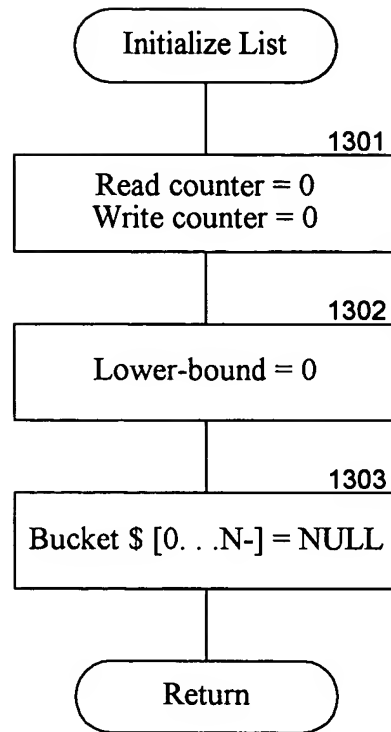 Initialize List
1301
Read counter = 0
Write counter = 0
1302
Lower-bound = 0
1303
Bucket $ [0. . .N-] = NULL
Return